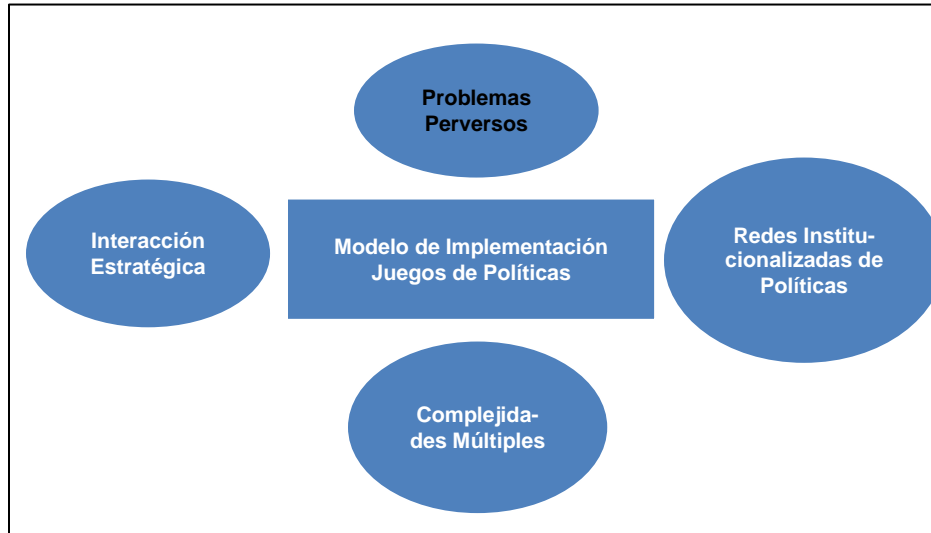 Problemas
Perversos
Interacción
Estratégica
Modelo de Implementación
Juegos de Políticas
Redes Institu-
cionalizadas de
Políticas
Complejida-
des Múltiples